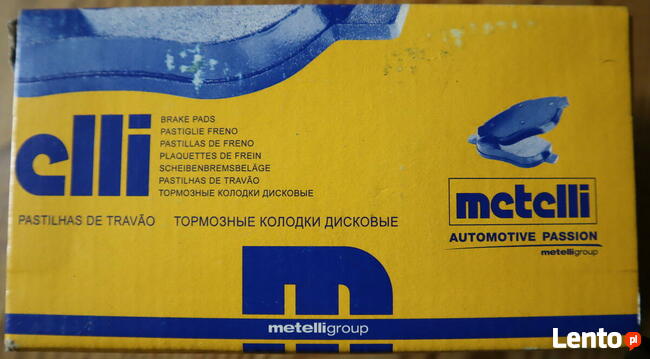 elli
BRAKE PADS
PASTIGLIE FRENO
PASTILLAS DE FRENO
PLAQUETTES DE FREIN
SCHEIBENBREMSBELÄGE
PASTILHAS DE TRAVÃO
ТОРМОЗНЫЕ КОЛОДКИ ДИСКОВЫЕ
PASTILHAS DE TRAVÃO ТОРМОЗНЫЕ КОЛОДКИ ДИСКОВЫЕ
metelli
AUTOMOTIVE PASSION
metelligroup
m
metelligroup
Lento.pl